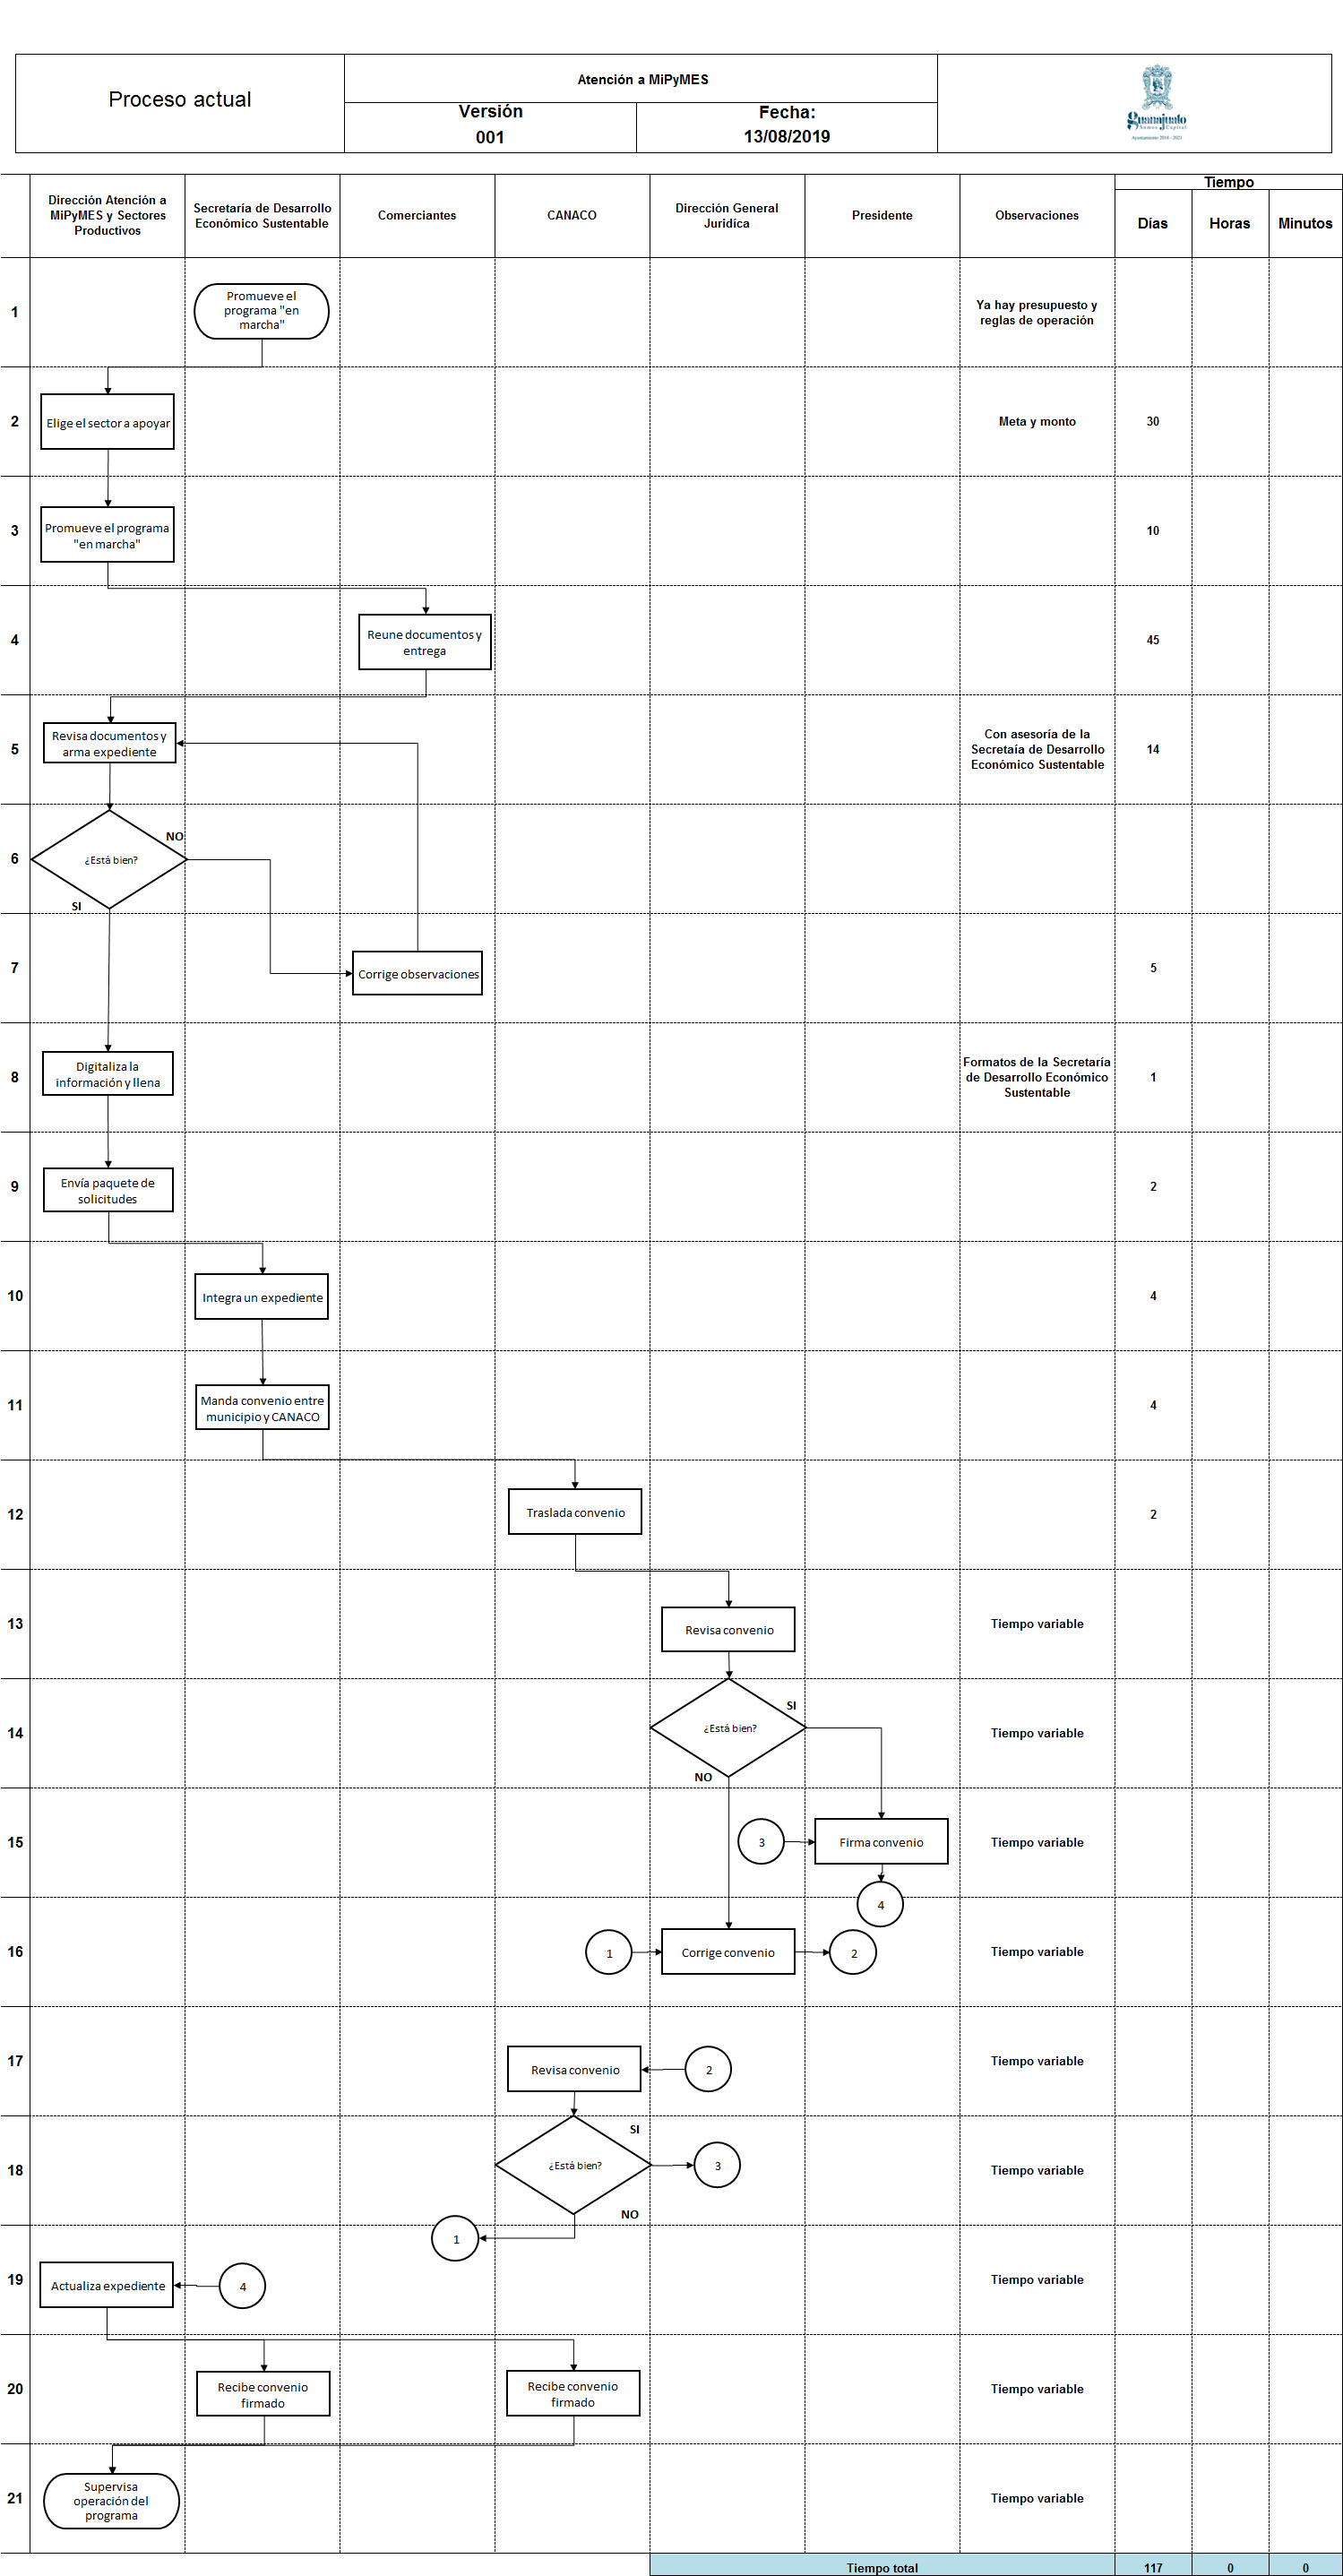 Proceso actual
Atención a MiPyMES
Versión
001
Fecha:
13/08/2019
guanajuato
Somos Capital
Ayuntamiento 2018 - 2021
Dirección Atención a
MiPyMES y Sectores
Productivos
Secretaría de Desarrollo
Económico Sustentable
Comerciantes
CANACO
Dirección General
Juridica
Presidente
Observaciones
Tiempo
Días
Horas
Minutos
1
Promueve el
programa "en
marcha"
Ya hay presupuesto y
reglas de operación
2
Elige el sector a apoyar
Meta y monto
30
3
Promueve el programa
"en marcha"
10
4
Reune documentos y
entrega
45
5
Revisa documentos y
arma expediente
Con asesoría de la
Secretaía de Desarrollo
Económico Sustentable
14
6
¿Está bien?
NO
SI
7
Corrige observaciones
5
8
Digitaliza la
información y llena
Formatos de la Secretaría
de Desarrollo Económico
Sustentable
1
9
Envía paquete de
solicitudes
2
10
Integra un expediente
4
11
Manda convenio entre
municipio y CANACO
4
12
Traslada convenio
2
13
Revisa convenio
Tiempo variable
14
¿Está bien?
SI
NO
Tiempo variable
15
3
Firma convenio
4
Tiempo variable
16
1
Corrige convenio
2
Tiempo variable
17
Revisa convenio
2
Tiempo variable
18
¿Está bien?
SI
3
NO
1
Tiempo variable
19
Actualiza expediente
4
Tiempo variable
20
Recibe convenio
firmado
Recibe convenio
firmado
Tiempo variable
21
Supervisa
operación del
programa
Tiempo variable
Tiempo total
117
0
0